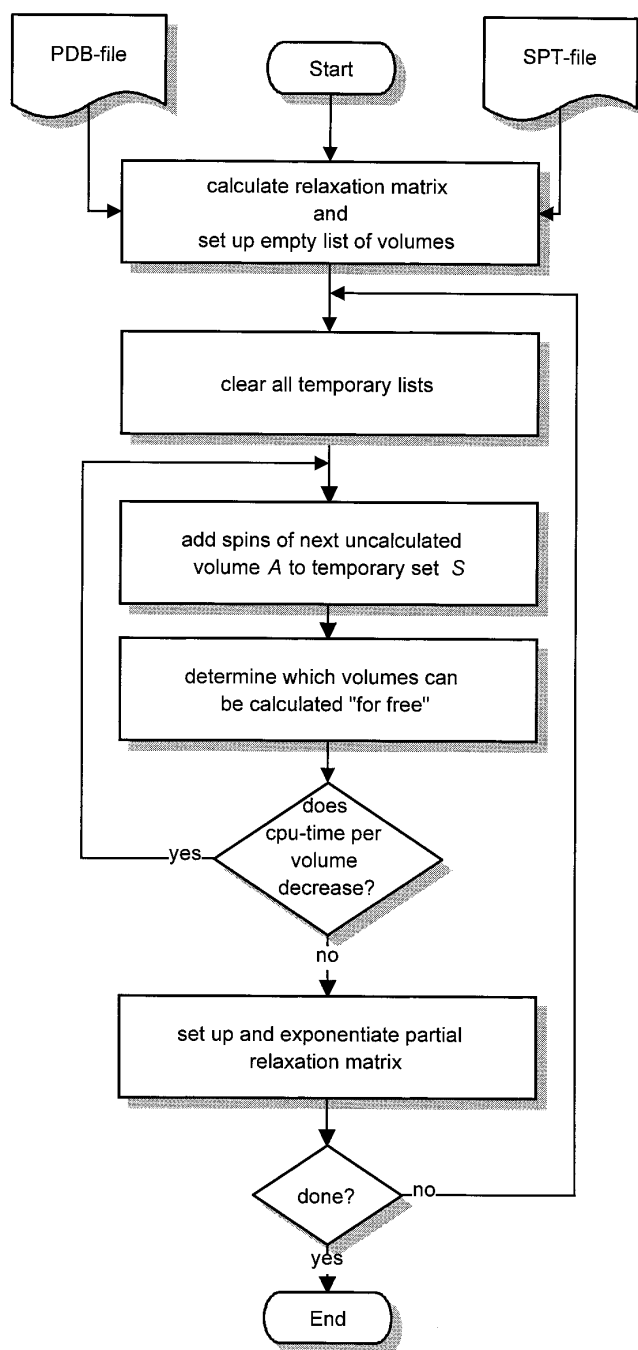 PDB-file
Start
SPT-file
calculate relaxation matrix
and
set up empty list of volumes
clear all temporary lists
add spins of next uncalculated
volume A to temporary set S
determine which volumes can
be calculated "for free"
does
cpu-time per
volume
decrease?
yes
no
set up and exponentiate partial
relaxation matrix
done?
no
yes
End